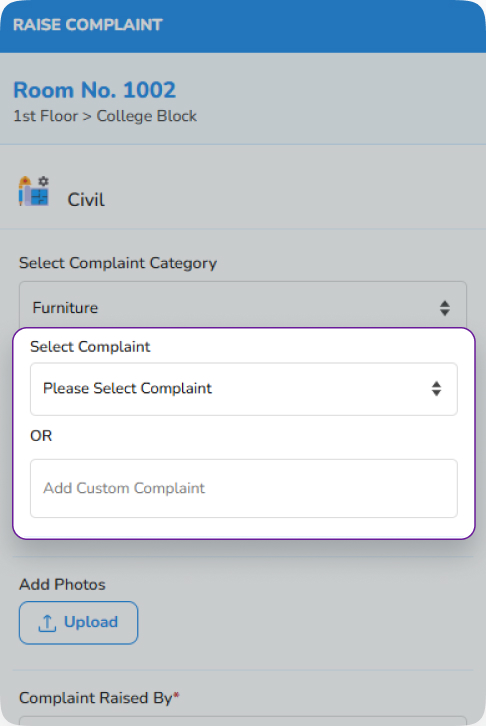 RAISE COMPLAINT
Room No. 1002
1st Floor > College Block
Civil
Select Complaint Category
Furniture
Select Complaint
Please Select Complaint
OR
Add Custom Complaint
Add Photos
Upload
Complaint Raised By*